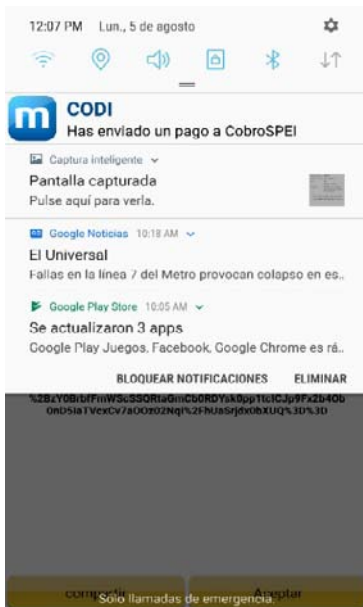 12:07 PM Lun., 5 de agosto
m
CODI
Has enviado un pago a CobroSPEI
Captura inteligente
Pantalla capturada
Pulse aquí para verla.
Google Noticias 10:18 AM
El Universal
Fallas en la línea 7 del Metro provocan colapso en es..
Google Play Store 10:05 AM
Se actualizaron 3 apps
Google Play Juegos, Facebook, Google Chrome es rá..
BLOQUEAR NOTIFICACIONES ELIMINAR
Solo llamadas de emergencia.
Aceptar